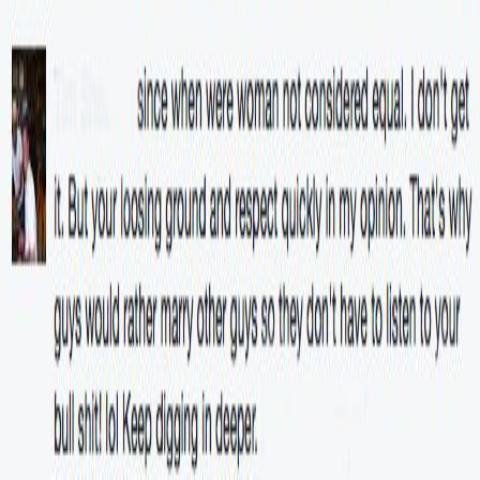 since when were woman not considered equal. I don't get
it. But your loosing ground and respect quickly in my opinion. That's why
guys would rather marry other guys so they don't have to listen to your
bull shit! lol Keep digging in deeper.